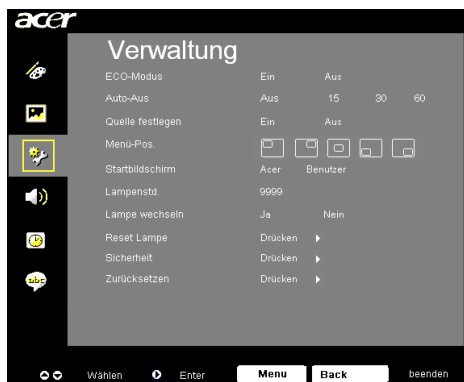 acer
Verwaltung
ECO-Modus Ein Aus
Auto-Aus Aus 15 30 60
Quelle festlegen Ein Aus
Menü-Pos.
Startbildschirm Acer Benutzer
Lampenstd. 9999
Lampe wechseln Ja Nein
Reset Lampe Drücken
Sicherheit Drücken
Zurücksetzen Drücken
abc
Wählen Enter Menu Back beenden